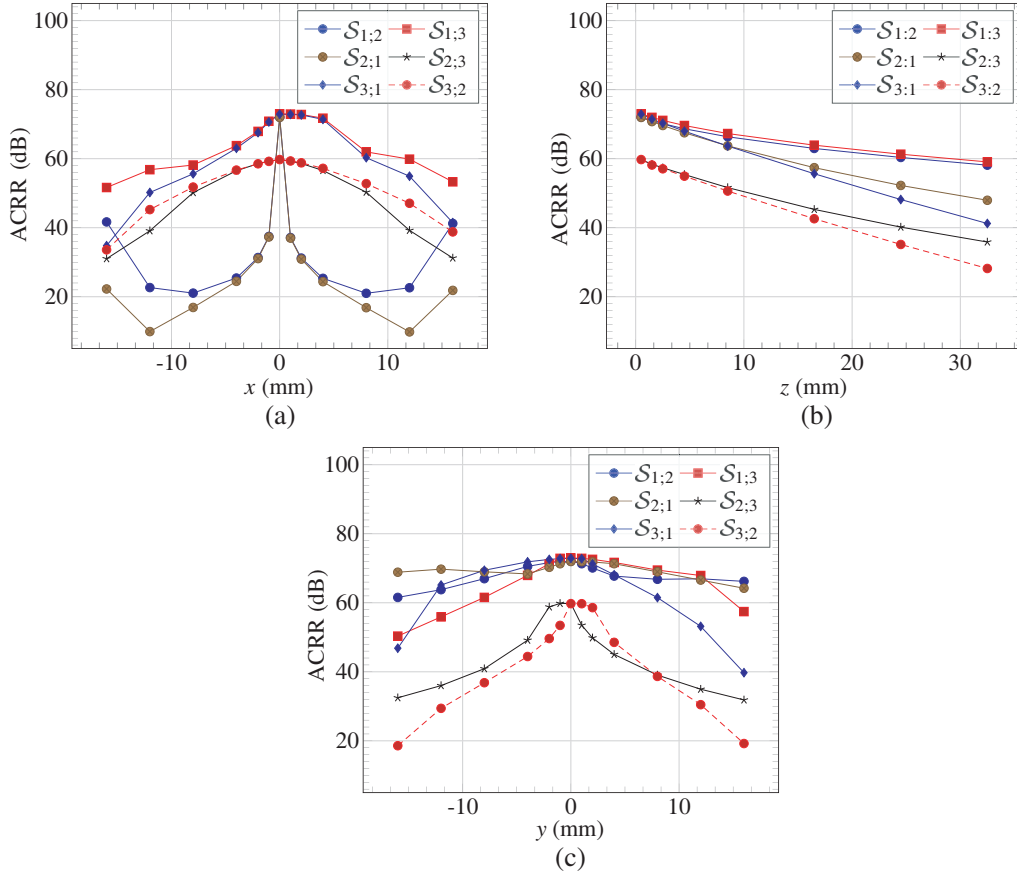 100
80
60
40
20
ACRR (dB)
𝒮1;2 𝒮1;3
𝒮2;1 𝒮2;3
𝒮3;1 𝒮3;2
-10 0 10
x (mm)
(a)
100
80
60
40
20
ACRR (dB)
𝒮1:2 𝒮1:3
𝒮2:1 𝒮2:3
𝒮3:1 𝒮3:2
0 10 20 30
z (mm)
(b)
100
80
60
40
20
ACRR (dB)
𝒮1;2 𝒮1;3
𝒮2;1 𝒮2;3
𝒮3;1 𝒮3;2
-10 0 10
y (mm)
(c)